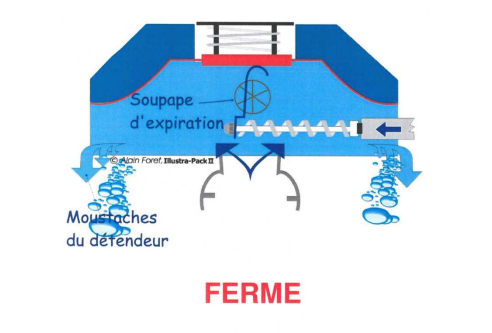 Soupape
d'expiration
© Alain Foret. Illustra-Pack II
Moustaches
du détendeur
FERME